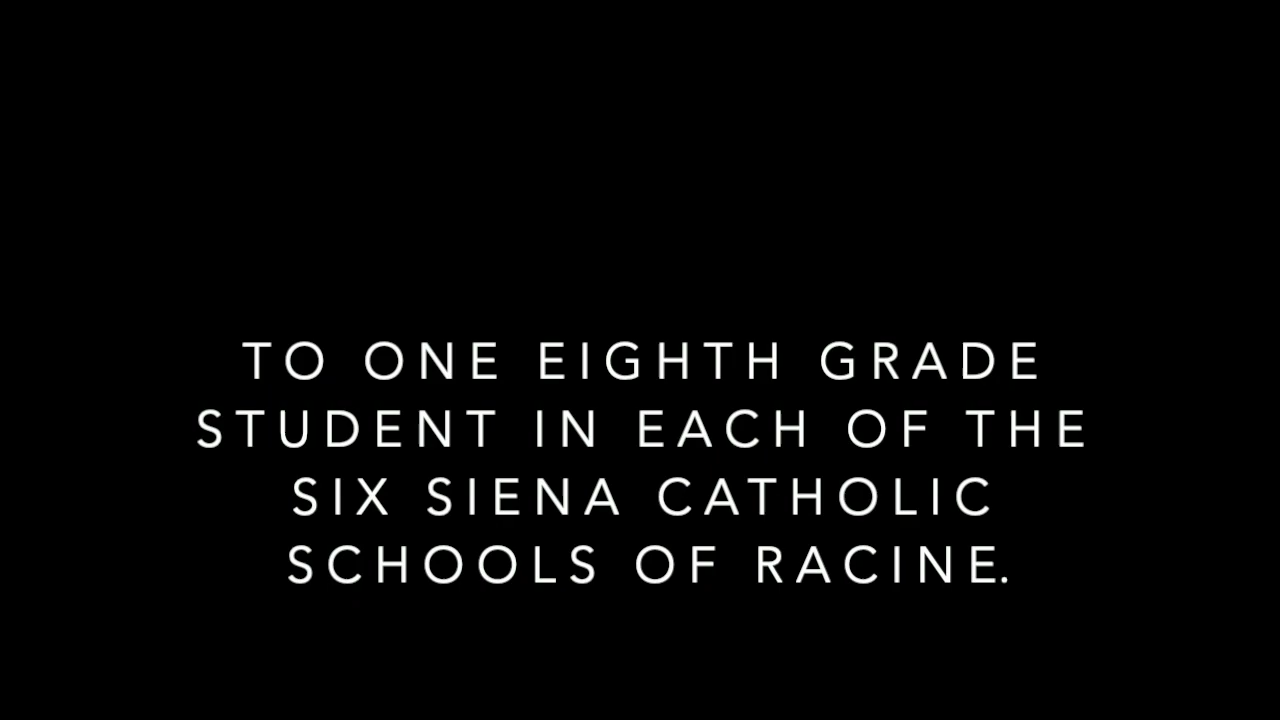 TO ONE EIGHTH GRADE
STUDENT IN EACH OF THE
SIX SIENA CATHOLIC
SCHOOLS OF RACINE.